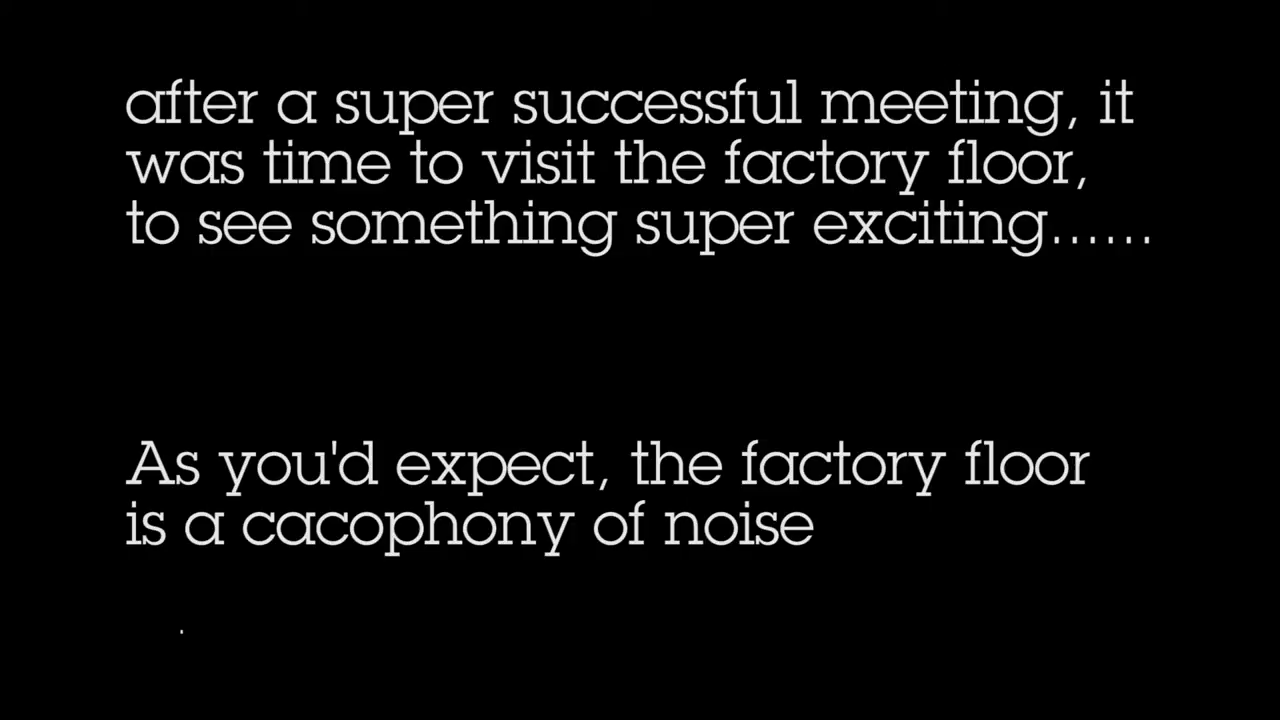 after a super successful meeting, it
was time to visit the factory floor,
to see something super exciting......
As you'd expect, the factory floor
is a cacophony of noise
.